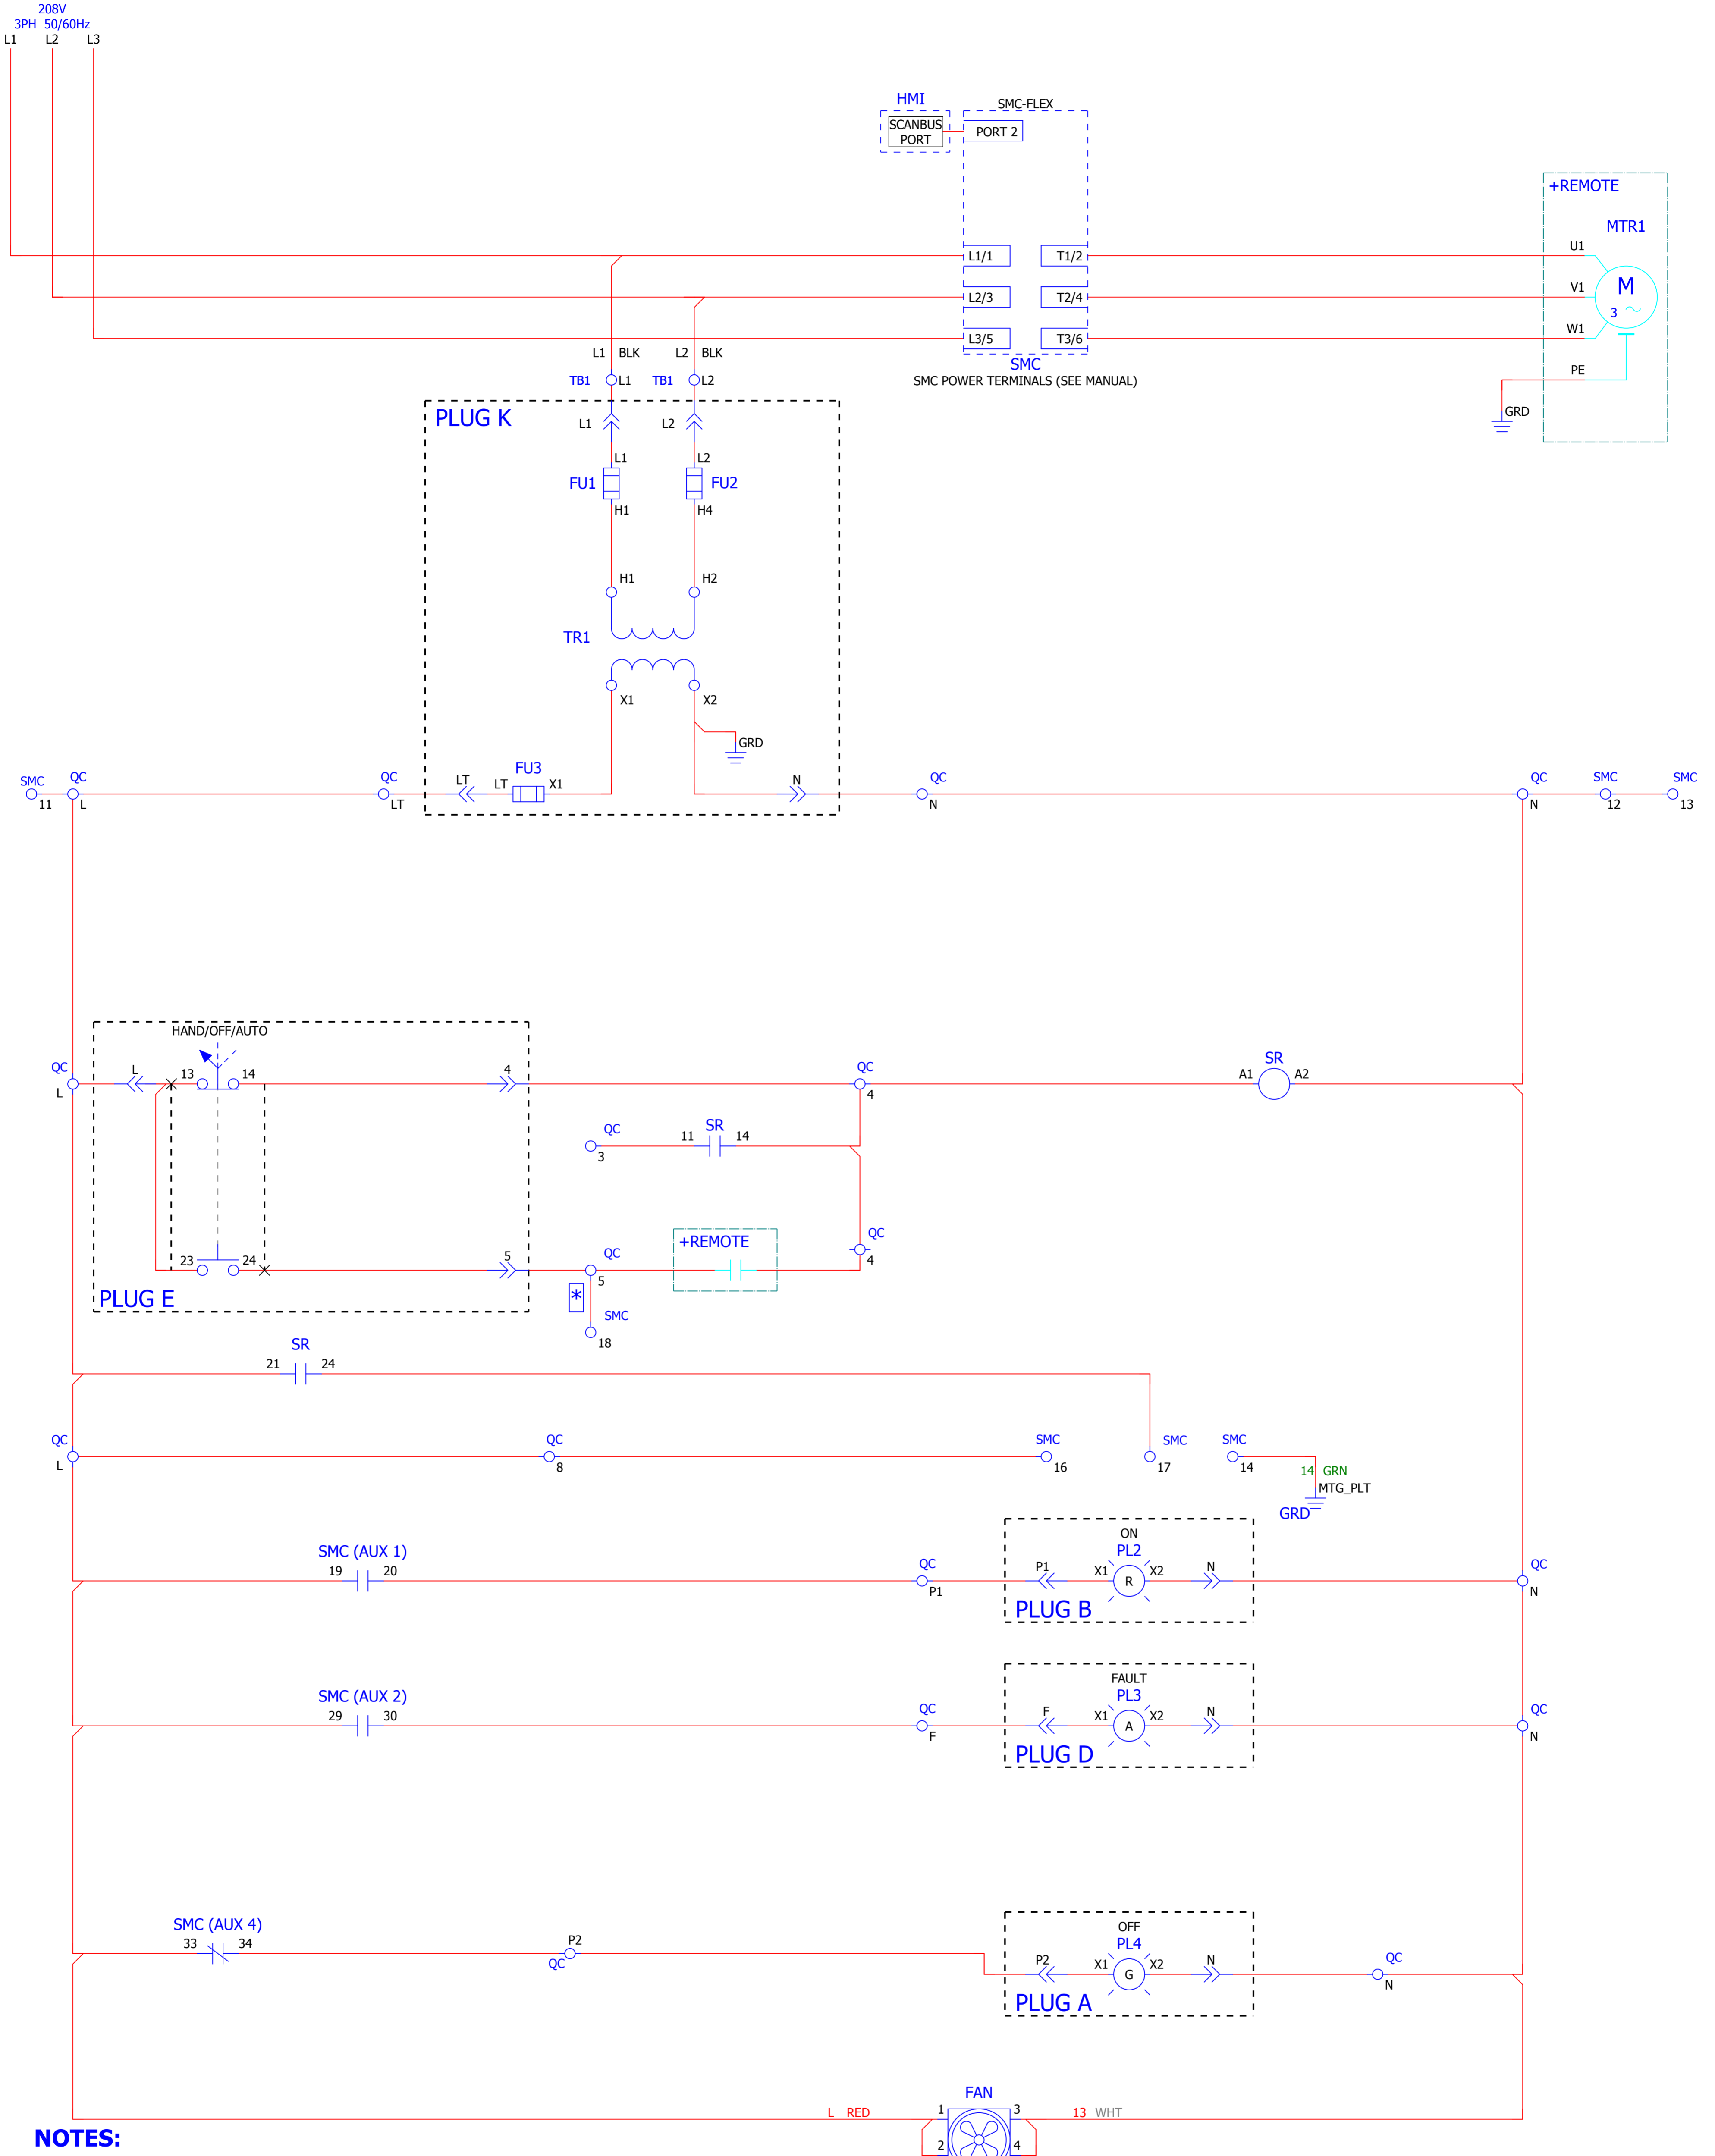 208V
3PH 50/60Hz
L1 L2 L3
HMI
SCANBUS
PORT
SMC-FLEX
PORT 2
+REMOTE
MTR1
L1/1 T1/2 U1
L2/3 T2/4 V1
M
3
L3/5 T3/6 W1
SMC
SMC POWER TERMINALS (SEE MANUAL)
PE
GRD
L1 BLK L2 BLK
TB1 L1 TB1 L2
PLUG K
L1 L2
L1 L2
FU1 FU2
H1 H4
H1 H2
TR1
X1 X2
GRD
SMC QC QC LT LT FU3 X1 N QC QC SMC SMC
11 L LT N N 12 13
HAND/OFF/AUTO
QC L 13 14 4 QC SR
L 4 A1 A2
QC 11 SR 14
3
+REMOTE
QC
4
23 24 5 QC
5
*
PLUG E
SMC
18
SR
21 24
QC QC SMC SMC SMC
L 8 16 17 14
14 GRN
MTG_PLT
GRD
ON
SMC (AUX 1) PL2
19 20 QC P1 X1 R X2 N QC
P1 N
PLUG B
FAULT
SMC (AUX 2) PL3
29 30 QC F X1 A X2 N QC
F N
PLUG D
OFF
SMC (AUX 4) PL4
33 34 P2 P2 X1 G X2 N QC
QC N
PLUG A
FAN
L RED 1 3 13 WHT
2 4
NOTES: